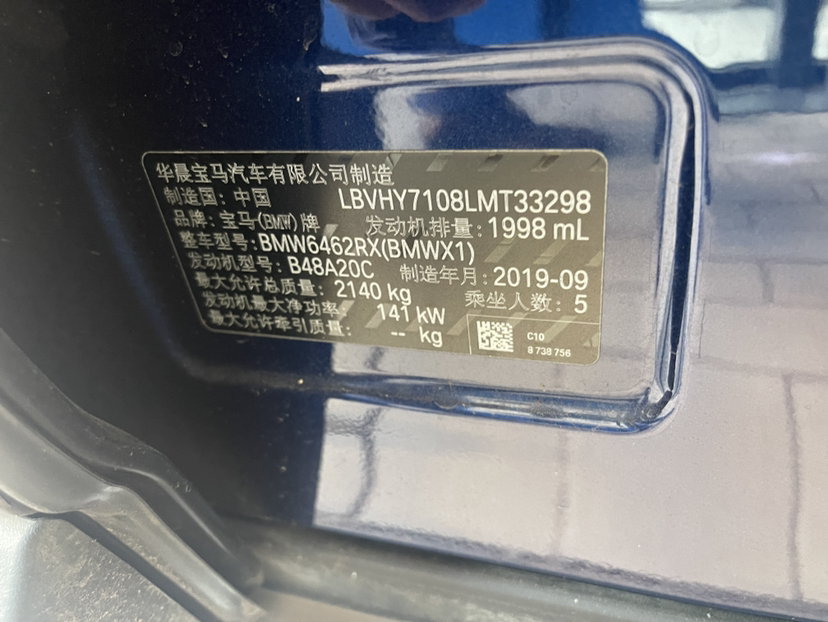 华晨宝马汽车有限公司制造
制造国: 中国 LBVHY7108LMT33298
品牌: 宝马(BMW)牌 发动机排量: 1998 mL
整车型号: BMW6462RX(BMWX1)
发动机型号: B48A20C 制造年月: 2019-09
最大允许总质量: 2140 kg 乘坐人数: 5
发动机最大净功率: 141 kW
最大允许牵引质量: -- kg
C10
8 738 756